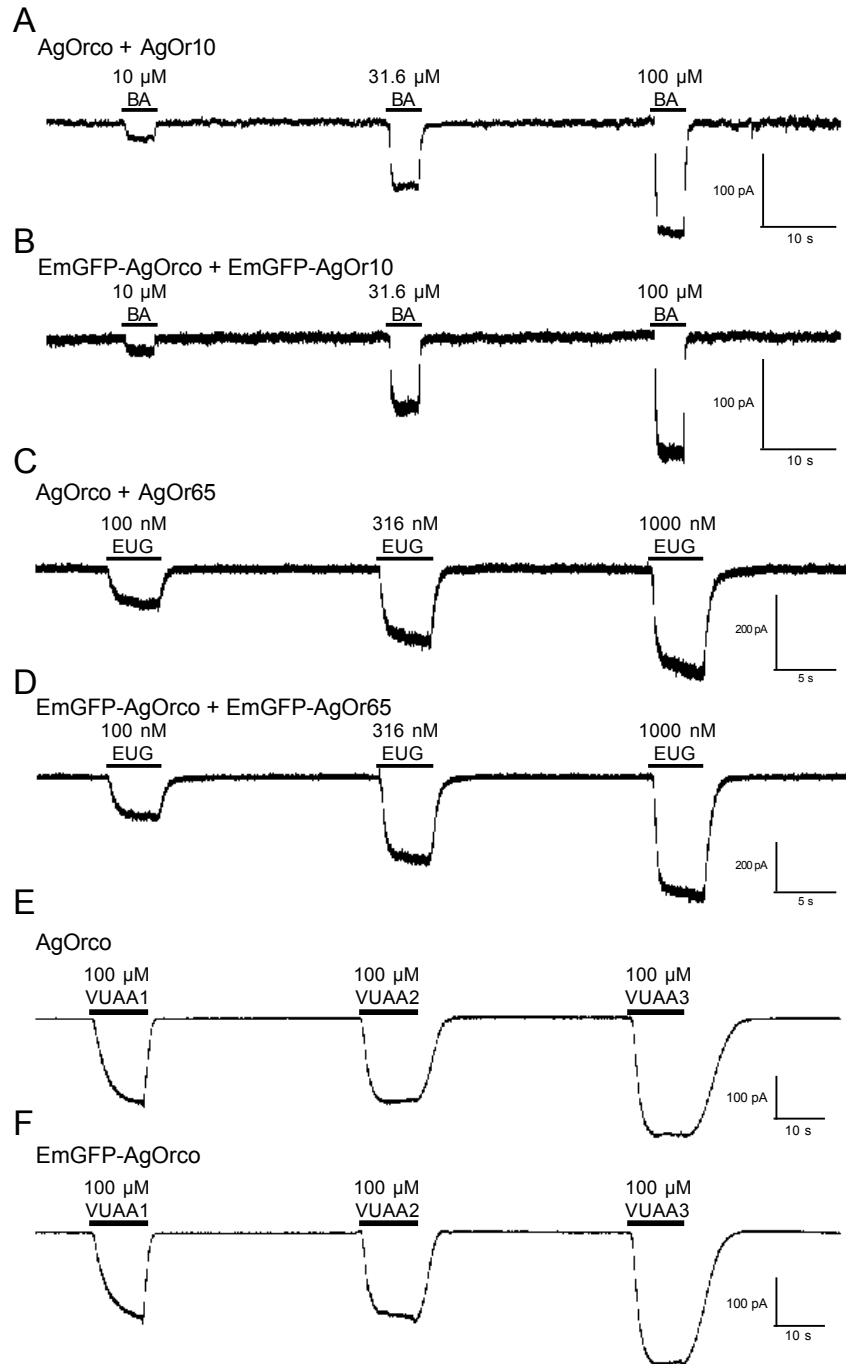 A
AgOrco + AgOr10
10 µM 31.6 µM 100 µM
BA BA BA
100 pA
10 s
B
EmGFP-AgOrco + EmGFP-AgOr10
10 µM 31.6 µM 100 µM
BA BA BA
100 pA
10 s
C
AgOrco + AgOr65
100 nM 316 nM 1000 nM
EUG EUG EUG
200 pA
5 s
D
EmGFP-AgOrco + EmGFP-AgOr65
100 nM 316 nM 1000 nM
EUG EUG EUG
200 pA
5 s
E
AgOrco
100 µM 100 µM 100 µM
VUAA1 VUAA2 VUAA3
100 pA
10 s
F
EmGFP-AgOrco
100 µM 100 µM 100 µM
VUAA1 VUAA2 VUAA3
100 pA
10 s